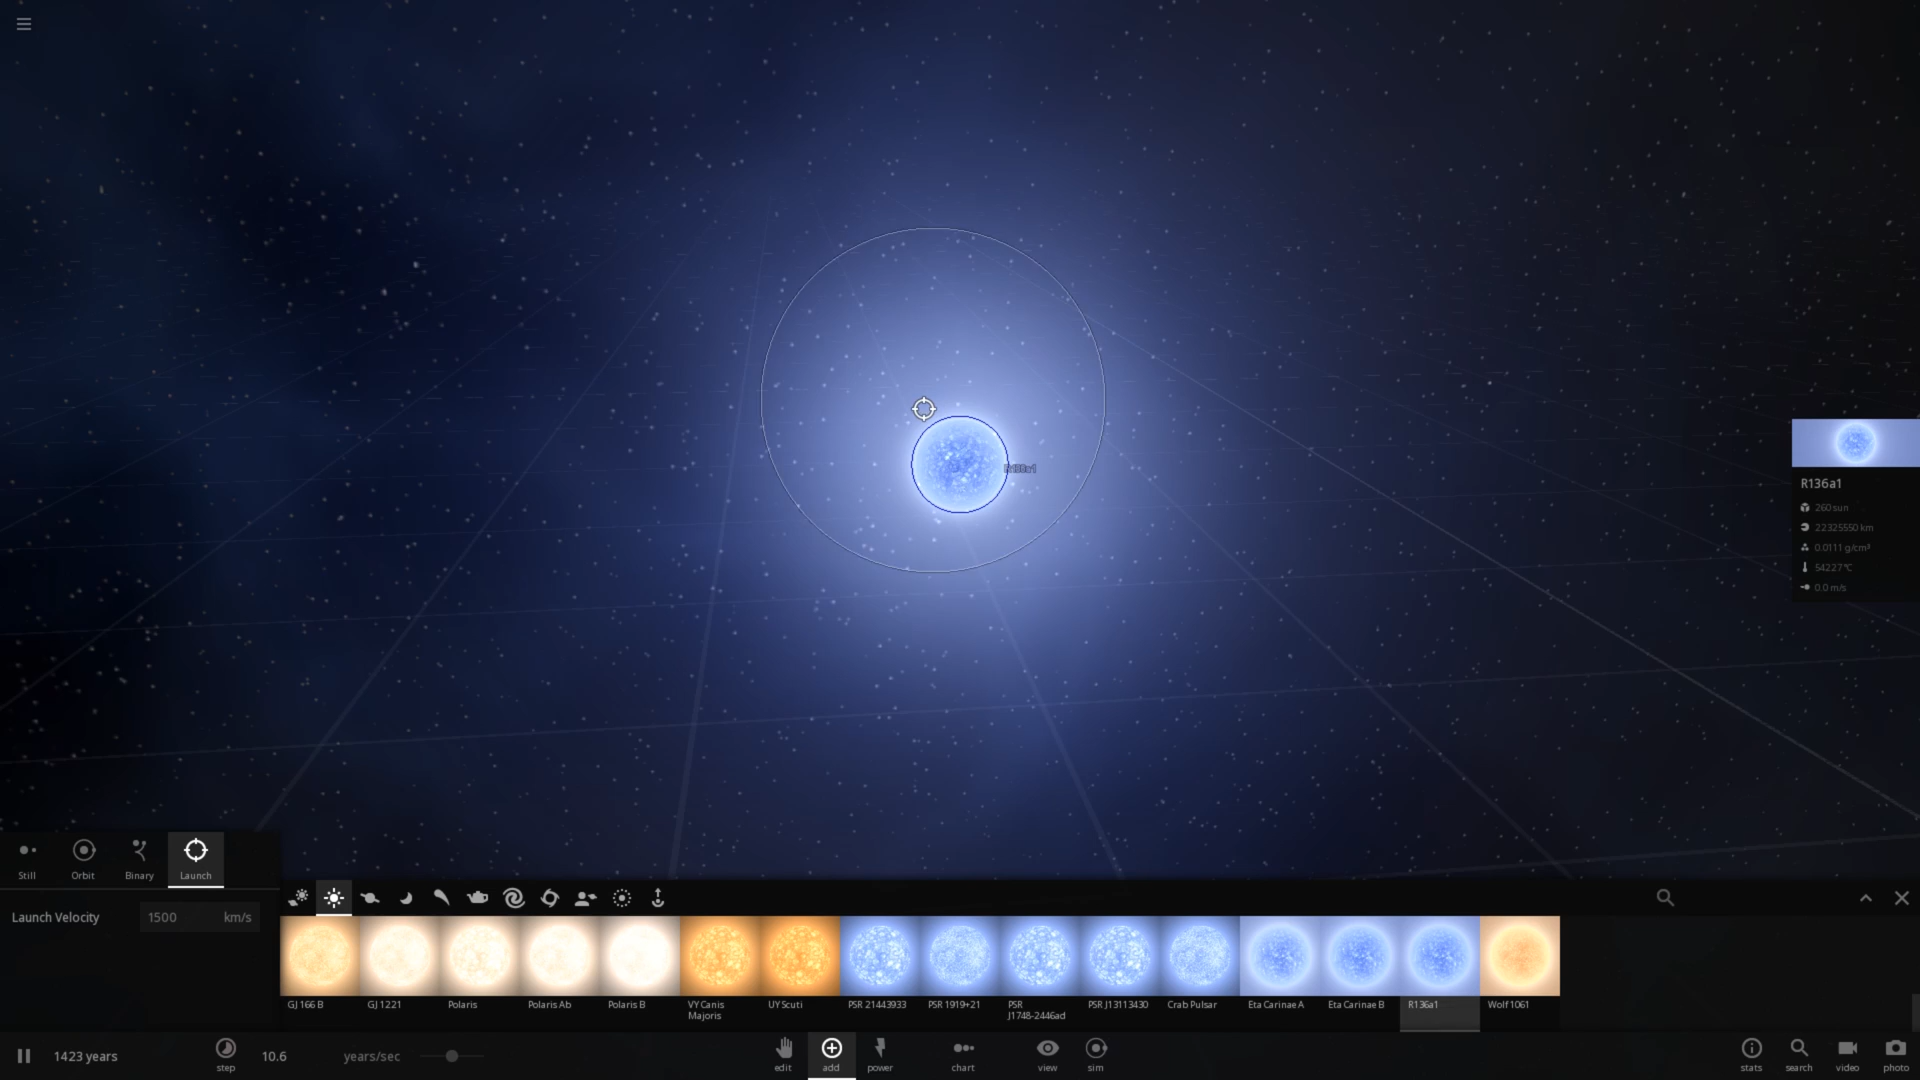 R136a1
260 sun
22325550 km
0.0111 g/cm³
54227°C
0.0 m/s
Still
Orbit
Binary
Launch
Launch Velocity
1500
km/s
GJ 166 B
GJ 1221
Polaris
Polaris Ab
Polaris B
VY Canis
Majoris
UY Scuti
PSR 21443933
PSR 1919+21
PSR
J1748-2446ad
PSR J13113430
Crab Pulsar
Eta Carinae A
Eta Carinae B
R136a1
Wolf 1061
1423 years
step
10.6
years/sec
edit
add
power
chart
view
sim
stats
search
video
photo